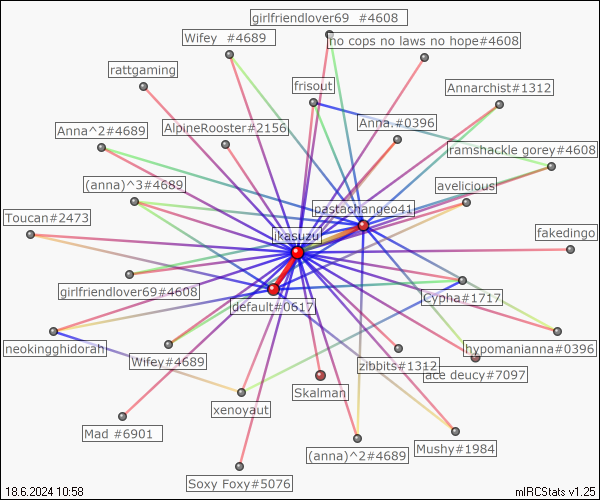 girlfriendlover69 #4608
Wifey #4689
no cops no laws no hope#4608
rattgaming
frisout
Annarchist#1312
Anna^2#4689
AlpineRooster#2156
Anna.#0396
ramshackle gorey#4608
(anna)^3#4689
avelicious
pastachangeo41
Toucan#2473
ikasuzu
fakedingo
girlfriendlover69#4608
Cypha#1717
default#0617
neokingghidorah
Wifey#4689
hypomanianna#0396
zibbits#1312
ace deucy#7097
Skalman
xenoyaut
Mad #6901
(anna)^2#4689
Mushy#1984
Soxy Foxy#5076
18.6.2024 10:58
mIRCStats v1.25